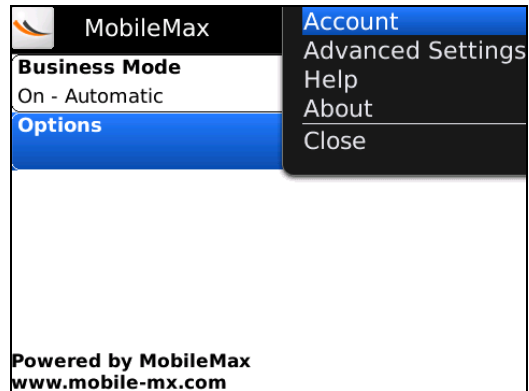 MobileMax
Business Mode
On - Automatic
Options
Account
Advanced Settings
Help
About
Close
Powered by MobileMax
www.mobile-mx.com